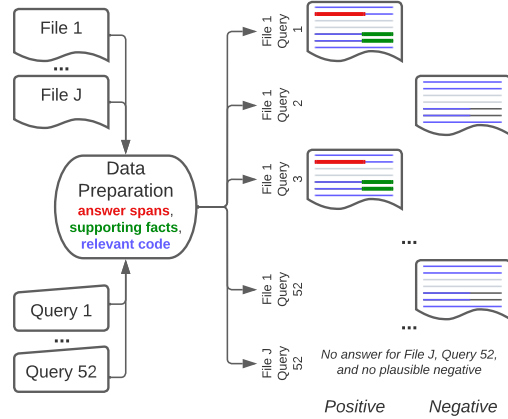 File 1
...
File J
Data
Preparation
answer spans,
supporting facts,
relevant code
Query 1
...
Query 52
File 1
Query
1
File 1
Query
2
File 1
Query
3
...
File 1
Query
52
...
File J
Query
52
No answer for File J, Query 52,
and no plausible negative
Positive
Negative